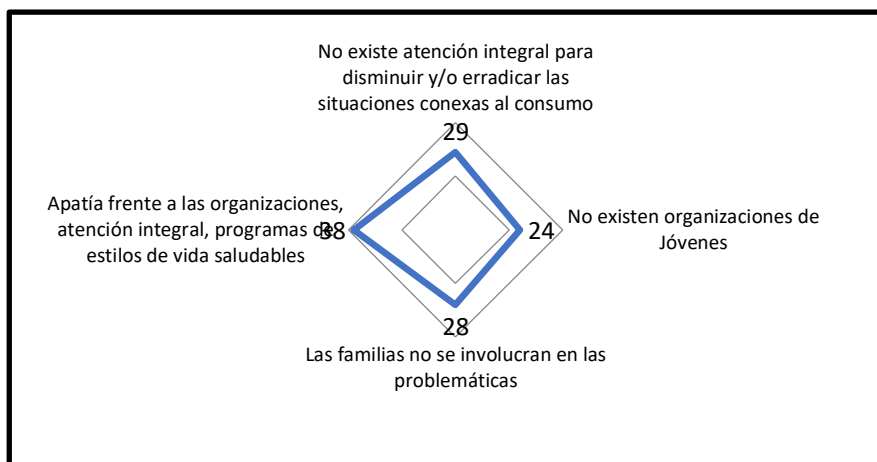 No existe atención integral para
disminuir y/o erradicar las
situaciones conexas al consumo
29
Apatía frente a las organizaciones,
atención integral, programas de
estilos de vida saludables
38
24
No existen organizaciones de
Jóvenes
28
Las familias no se involucran en las
problemáticas